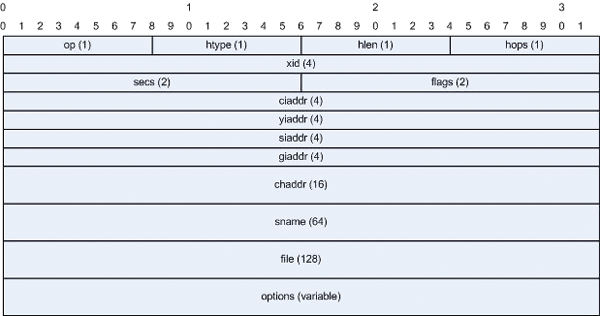 0 1 2 3
0 1 2 3 4 5 6 7 8 9 0 1 2 3 4 5 6 7 8 9 0 1 2 3 4 5 6 7 8 9 0 1
op (1) htype (1) hlen (1) hops (1)
xid (4)
secs (2) flags (2)
ciaddr (4)
yiaddr (4)
siaddr (4)
giaddr (4)
chaddr (16)
sname (64)
file (128)
options (variable)